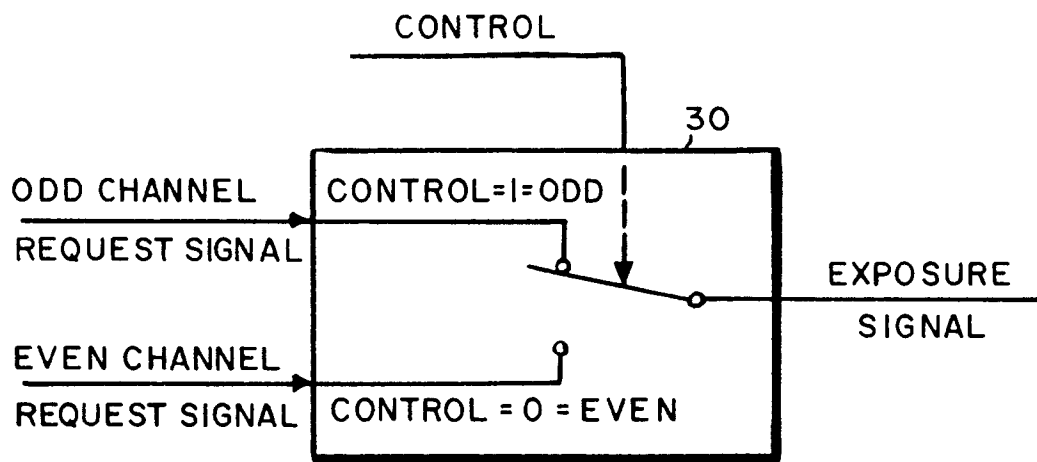 CONTROL
30
ODD CHANNEL
REQUEST SIGNAL
CONTROL=1=ODD
EXPOSURE
SIGNAL
EVEN CHANNEL
REQUEST SIGNAL
CONTROL = 0 = EVEN